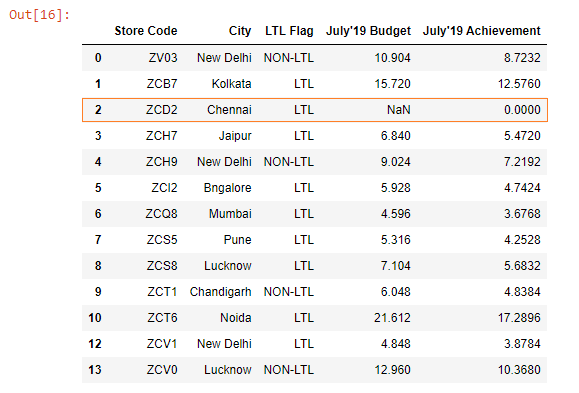 Out[16]:
Store Code City LTL Flag July'19 Budget July'19 Achievement
0 ZV03 New Delhi NON-LTL 10.904 8.7232
1 ZCB7 Kolkata LTL 15.720 12.5760
2 ZCD2 Chennai LTL NaN 0.0000
3 ZCH7 Jaipur LTL 6.840 5.4720
4 ZCH9 New Delhi NON-LTL 9.024 7.2192
5 ZCI2 Bngalore LTL 5.928 4.7424
6 ZCQ8 Mumbai LTL 4.596 3.6768
7 ZCS5 Pune LTL 5.316 4.2528
8 ZCS8 Lucknow LTL 7.104 5.6832
9 ZCT1 Chandigarh NON-LTL 6.048 4.8384
10 ZCT6 Noida LTL 21.612 17.2896
12 ZCV1 New Delhi LTL 4.848 3.8784
13 ZCV0 Lucknow NON-LTL 12.960 10.3680